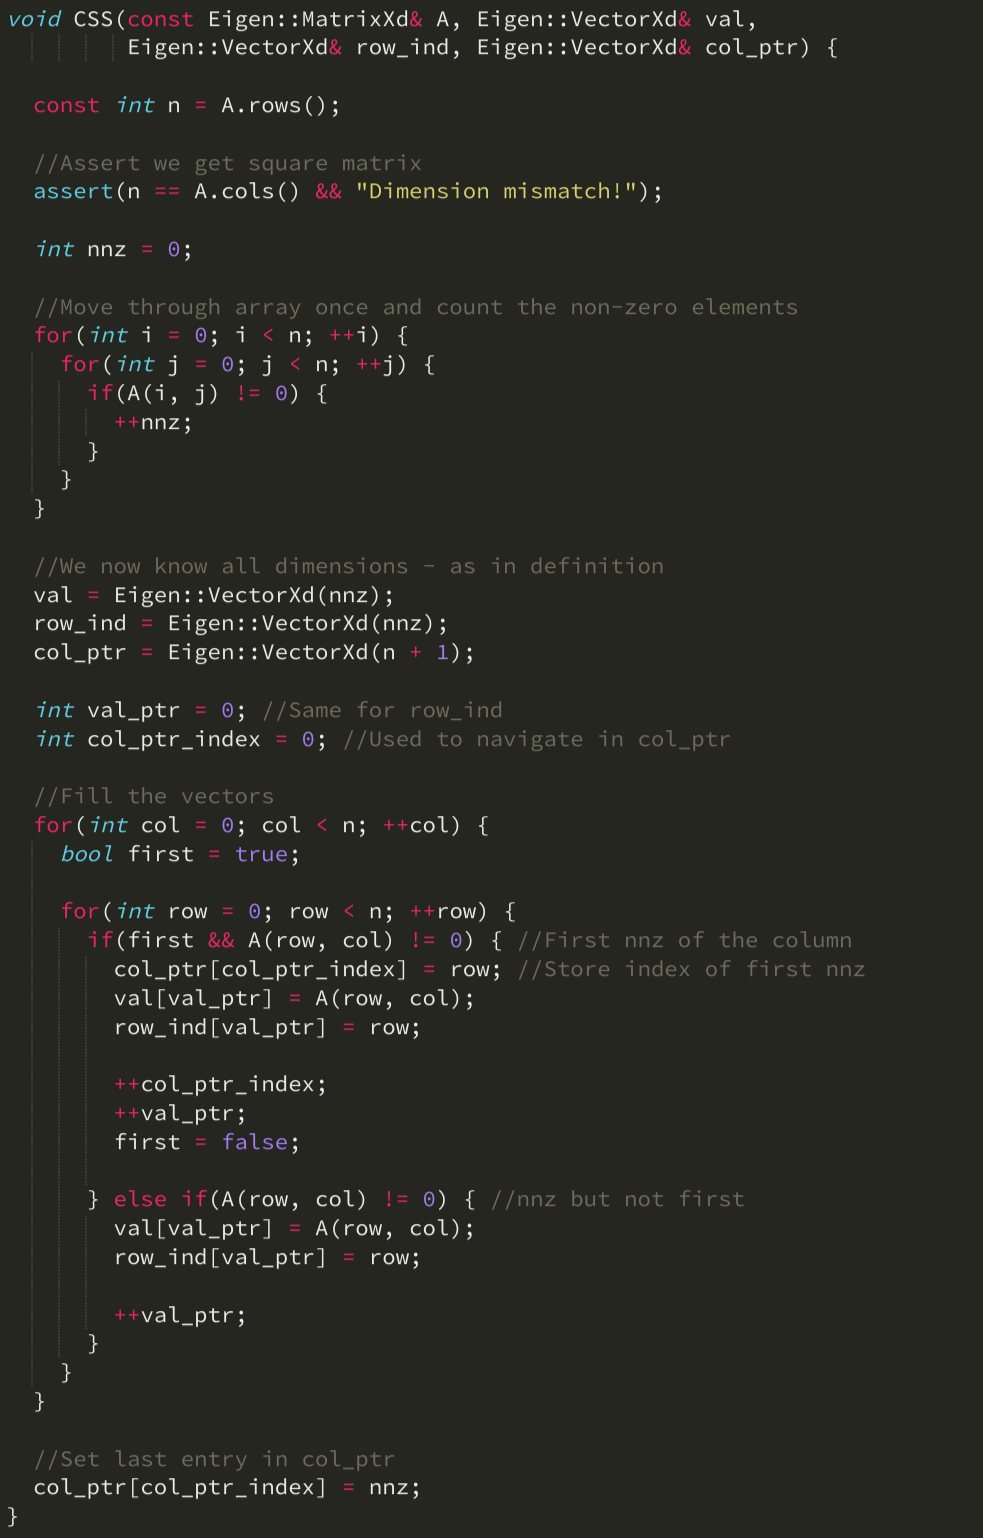 void CSS(const Eigen::MatrixXd& A, Eigen::VectorXd& val,
         Eigen::VectorXd& row_ind, Eigen::VectorXd& col_ptr) {

  const int n = A.rows();

  //Assert we get square matrix
  assert(n == A.cols() && "Dimension mismatch!");

  int nnz = 0;

  //Move through array once and count the non-zero elements
  for(int i = 0; i < n; ++i) {
    for(int j = 0; j < n; ++j) {
      if(A(i, j) != 0) {
        ++nnz;
      }
    }
  }

  //We now know all dimensions - as in definition
  val = Eigen::VectorXd(nnz);
  row_ind = Eigen::VectorXd(nnz);
  col_ptr = Eigen::VectorXd(n + 1);

  int val_ptr = 0; //Same for row_ind
  int col_ptr_index = 0; //Used to navigate in col_ptr

  //Fill the vectors
  for(int col = 0; col < n; ++col) {
    bool first = true;

    for(int row = 0; row < n; ++row) {
      if(first && A(row, col) != 0) { //First nnz of the column
        col_ptr[col_ptr_index] = row; //Store index of first nnz
        val[val_ptr] = A(row, col);
        row_ind[val_ptr] = row;

        ++col_ptr_index;
        ++val_ptr;
        first = false;

      } else if(A(row, col) != 0) { //nnz but not first
        val[val_ptr] = A(row, col);
        row_ind[val_ptr] = row;

        ++val_ptr;
      }
    }
  }

  //Set last entry in col_ptr
  col_ptr[col_ptr_index] = nnz;
}